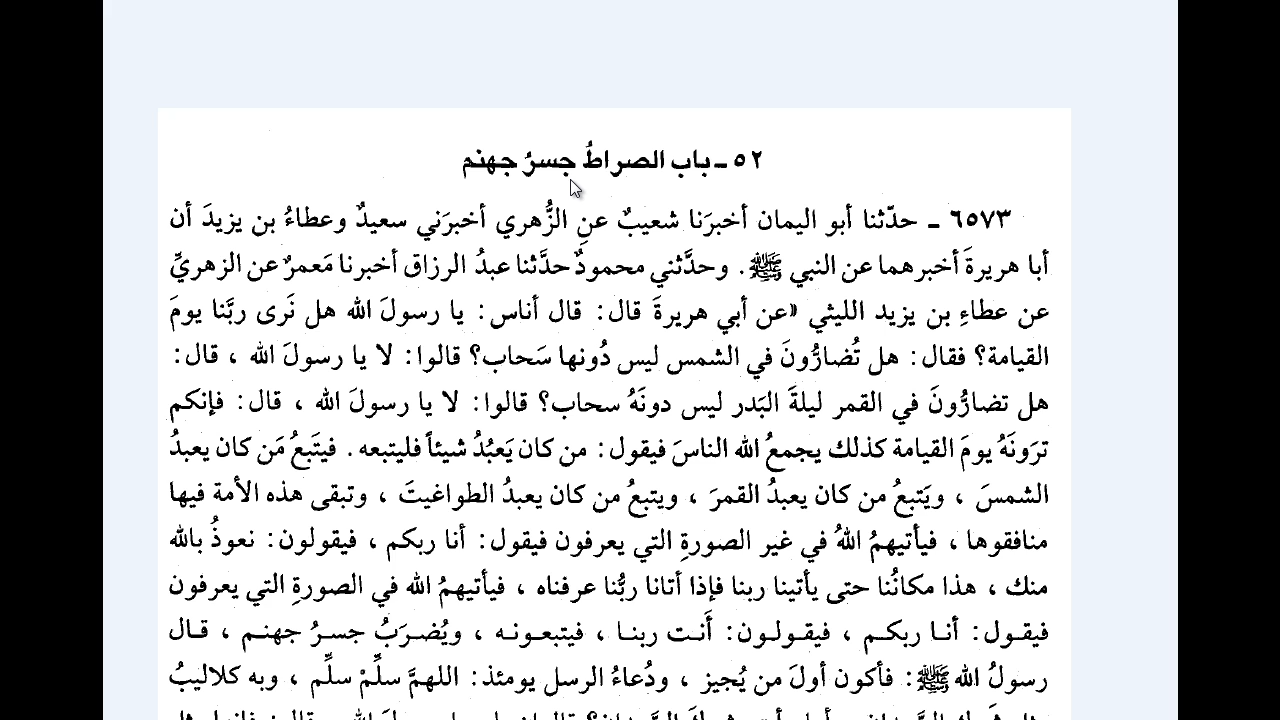 ٥٢ ـ باب الصراطُ جسرُ جهنم
٦٥٧٣ ـ حدّثنا أبو اليمان أخبرَنا شعيبٌ عنِ الزُّهري أخبرَني سعيدٌ وعطاءُ بن يزيدَ أن
أبا هريرةَ أخبرهما عن النبي ﷺ. وحدَّثني محمودٌ حدَّثنا عبدُ الرزاق أخبرنا مَعمرٌ عن الزهريِّ
عن عطاءِ بن يزيد الليثي «عن أبي هريرةَ قال: قال أناس: يا رسولَ الله هل نَرى ربَّنا يومَ
القيامة؟ فقال: هل تُضارُّونَ في الشمس ليس دُونها سَحاب؟ قالوا: لا يا رسولَ الله ، قال:
هل تضارُّونَ في القمر ليلةَ البَدر ليس دونَهُ سحاب؟ قالوا: لا يا رسولَ الله ، قال: فإنكم
ترَونَهُ يومَ القيامة كذلك يجمعُ الله الناسَ فيقول: من كان يَعبُدُ شيئاً فليتبعه. فيتَبعُ مَن كان يعبدُ
الشمسَ ، ويَتبعُ من كان يعبدُ القمرَ ، ويتبعُ من كان يعبدُ الطواغيتَ ، وتبقى هذه الأمة فيها
منافقوها ، فيأتيهمُ اللهُ في غير الصورةِ التي يعرفون فيقول: أنا ربكم ، فيقولون: نعوذُ بالله
منك ، هذا مكانُنا حتى يأتينا ربنا فإذا أتانا ربُّنا عرفناه ، فيأتيهمُ الله في الصورةِ التي يعرفون
فيقول: أنا ربكم ، فيقولون: أَنت ربنا ، فيتبعونه ، ويُضرَبُ جسرُ جهنم ، قال
رسولُ الله ﷺ: فأكون أولَ من يُجيز ، ودُعاءُ الرسل يومئذ: اللهمَّ سلِّمْ سلِّم ، وبه كلاليبُ